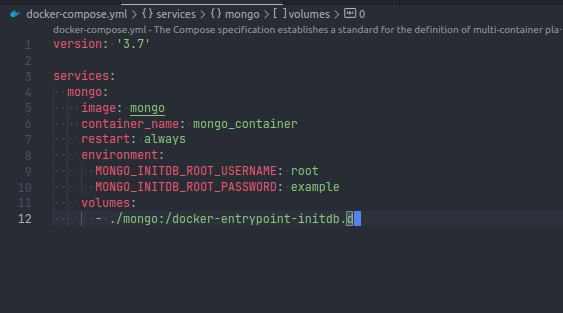 docker-compose.yml > {} services > {} mongo > [ ] volumes > abc 0
docker-compose.yml - The Compose specification establishes a standard for the definition of multi-container pla
1 version: '3.7'
2
3 services:
4   mongo:
5     image: mongo
6     container_name: mongo_container
7     restart: always
8     environment:
9       MONGO_INITDB_ROOT_USERNAME: root
10       MONGO_INITDB_ROOT_PASSWORD: example
11     volumes:
12       - ./mongo:/docker-entrypoint-initdb.d